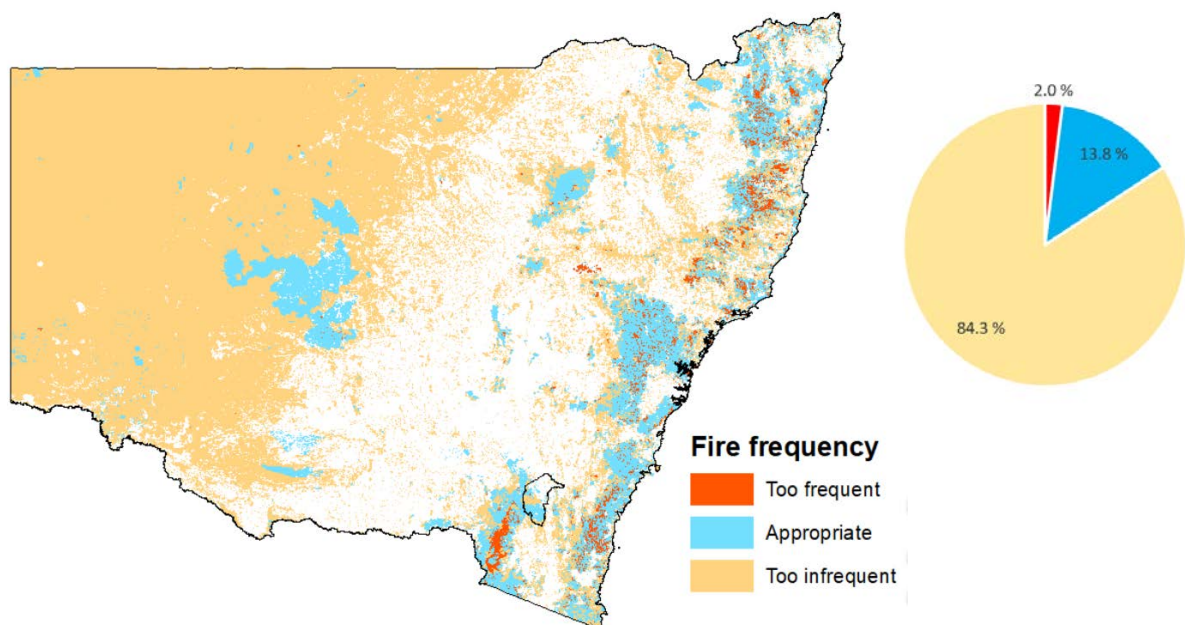 2.0 %
13.8 %
84.3 %
Fire frequency
Too frequent
Appropriate
Too infrequent